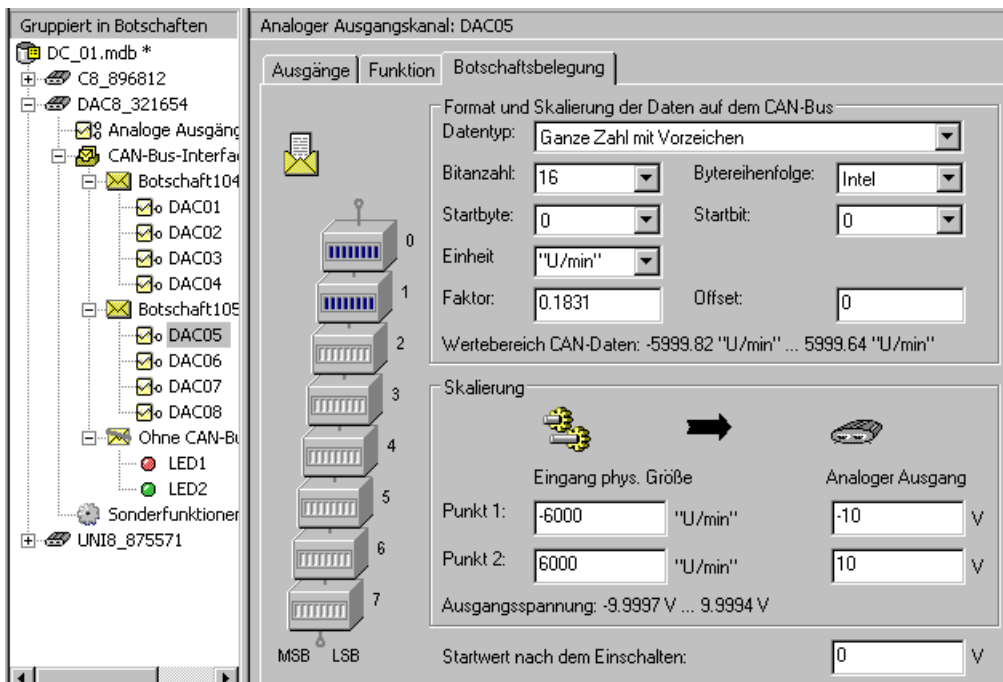 Gruppiert in Botschaften
DC_01.mdb *
C8_896812
DAC8_321654
Analoge Ausgäng
CAN-Bus-Interfa
Botschaft104
DAC01
DAC02
DAC03
DAC04
Botschaft105
DAC05
DAC06
DAC07
DAC08
Ohne CAN-Bu
LED1
LED2
Sonderfunktioner
UNI8_875571
Analoger Ausgangskanal: DAC05
Ausgänge Funktion Botschaftsbelegung
Format und Skalierung der Daten auf dem CAN-Bus
Datentyp: Ganze Zahl mit Vorzeichen
Bitanzahl: 16 Bytereihenfolge: Intel
Startbyte: 0 Startbit: 0
Einheit "U/min"
Faktor: 0.1831 Offset: 0
Wertebereich CAN-Daten: -5999.82 "U/min" ... 5999.64 "U/min"
0
1
2
3
4
5
6
7
MSB LSB
Skalierung
Eingang phys. Größe Analoger Ausgang
Punkt 1: -6000 "U/min" -10 V
Punkt 2: 6000 "U/min" 10 V
Ausgangsspannung: -9.9997 V ... 9.9994 V
Startwert nach dem Einschalten: 0 V